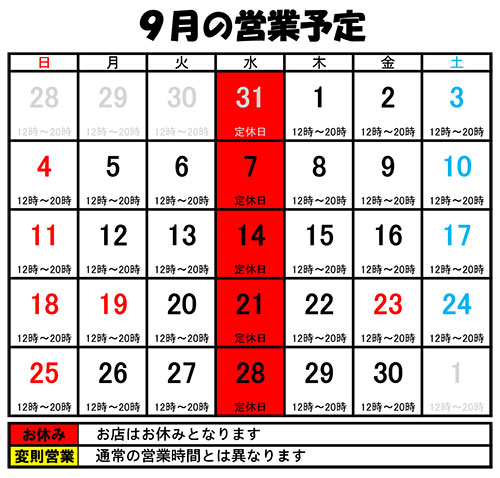 9月の営業予定
日 月 火 水 木 金 土
28 29 30 31 1 2 3
12時～20時 12時～20時 12時～20時 定休日 12時～20時 12時～20時 12時～20時
4 5 6 7 8 9 10
12時～20時 12時～20時 12時～20時 定休日 12時～20時 12時～20時 12時～20時
11 12 13 14 15 16 17
12時～20時 12時～20時 12時～20時 定休日 12時～20時 12時～20時 12時～20時
18 19 20 21 22 23 24
12時～20時 12時～20時 12時～20時 定休日 12時～20時 12時～20時 12時～20時
25 26 27 28 29 30 1
12時～20時 12時～20時 12時～20時 定休日 12時～20時 12時～20時 12時～20時
お休み お店はお休みとなります
変則営業 通常の営業時間とは異なります